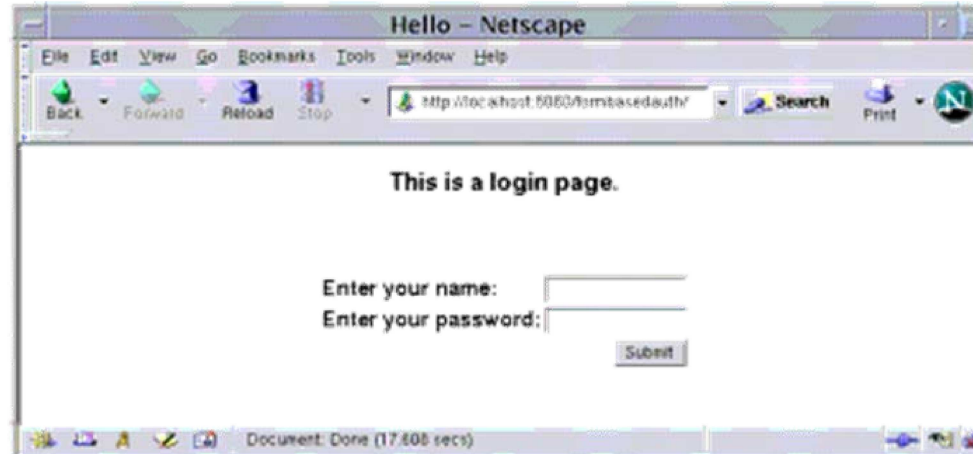 Hello – Netscape
File Edit View Go Bookmarks Tools Window Help
Back Forward Reload Stop http://localhost:8080/formbasedauth/ Search Print N
This is a login page.
Enter your name:
Enter your password:
Submit
Document: Done (17.608 secs)